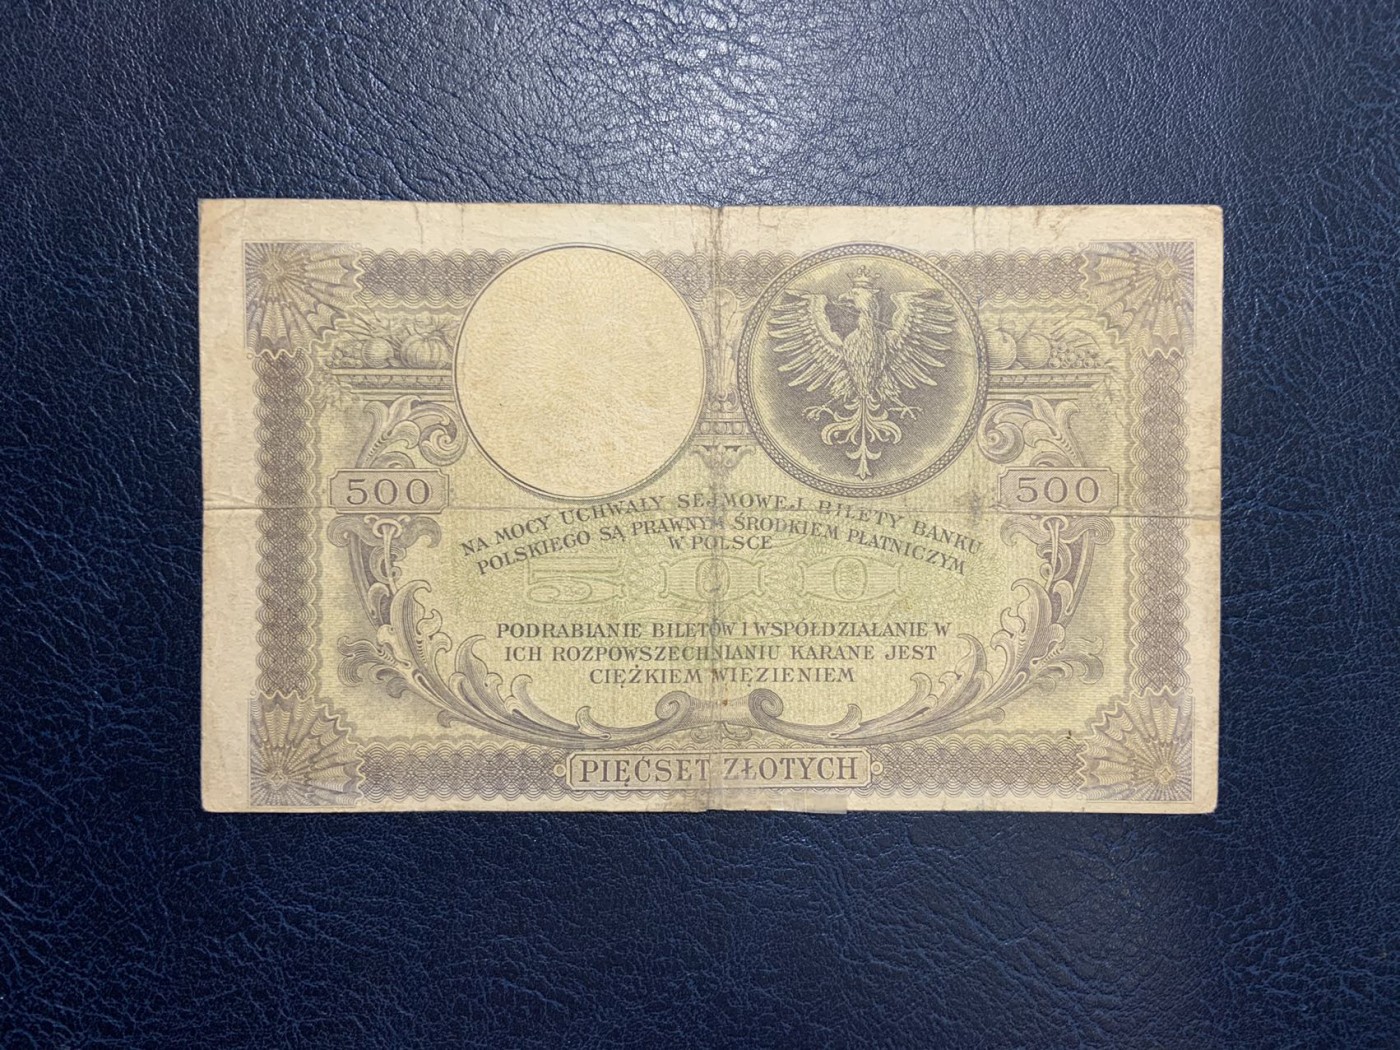 500
500
NA MOCY UCHWAŁY SEJMOWEJ BILETY BANKU
POLSKIEGO SĄ PRAWNYM ŚRODKIEM PŁATNICZYM
W POLSCE
500
PODRABIANIE BILETÓW I WSPÓŁDZIAŁANIE W
ICH ROZPOWSZECHNIANIU KARANE JEST
CIĘŻKIEM WIĘZIENIEM
PIĘĆSET ZŁOTYCH